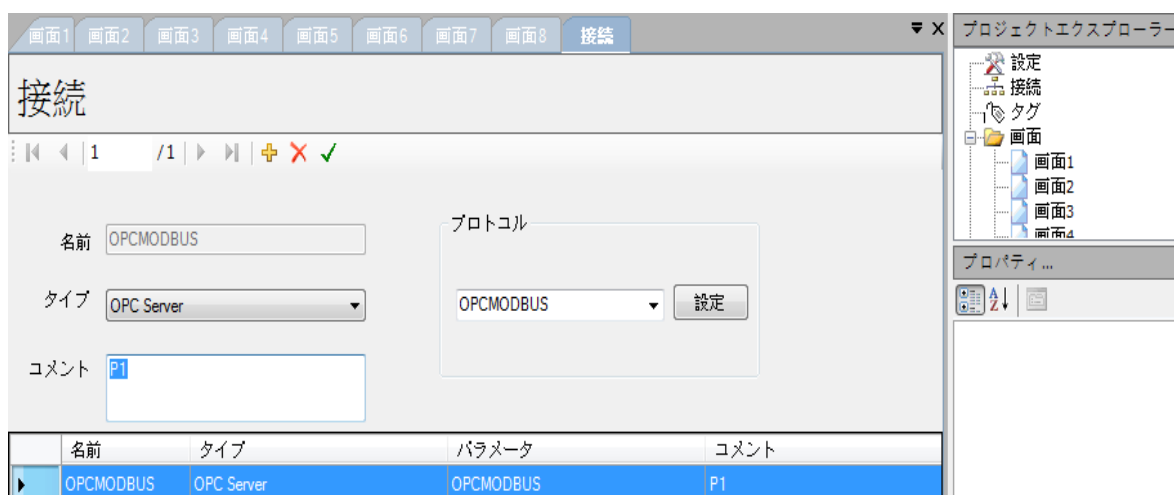 画面1 画面2 画面3 画面4 画面5 画面6 画面7 画面8 接続
接続
1 /1
名前 OPCMODBUS
タイプ OPC Server
コメント P1
プロトコル
OPCMODBUS 設定
名前 タイプ パラメータ コメント
OPCMODBUS OPC Server OPCMODBUS P1
プロジェクトエクスプローラー
設定
接続
タグ
画面
画面1
画面2
画面3
画面4
プロパティ...